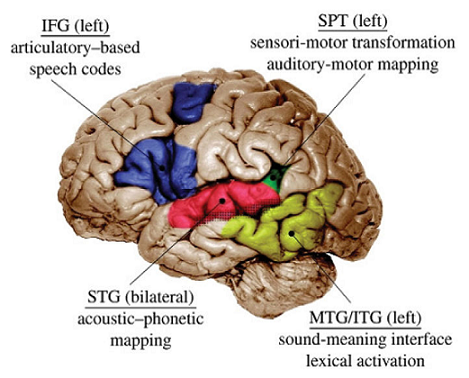 IFG (left)
articulatory–based
speech codes
SPT (left)
sensori-motor transformation
auditory-motor mapping
STG (bilateral)
acoustic–phonetic
mapping
MTG/ITG (left)
sound-meaning interface
lexical activation